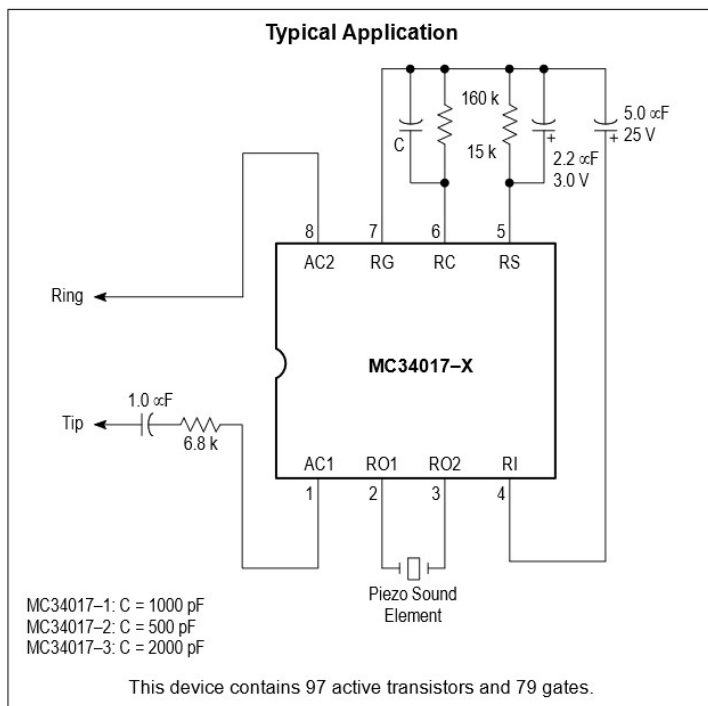 Typical Application
160 k
15 k
C
2.2 ∝F
3.0 V
5.0 ∝F
25 V
8
7
6
5
AC2
RG
RC
RS
Ring
MC34017–X
1.0 ∝F
Tip
6.8 k
AC1
RO1
RO2
RI
1
2
3
4
Piezo Sound
Element
MC34017–1: C = 1000 pF
MC34017–2: C = 500 pF
MC34017–3: C = 2000 pF
This device contains 97 active transistors and 79 gates.